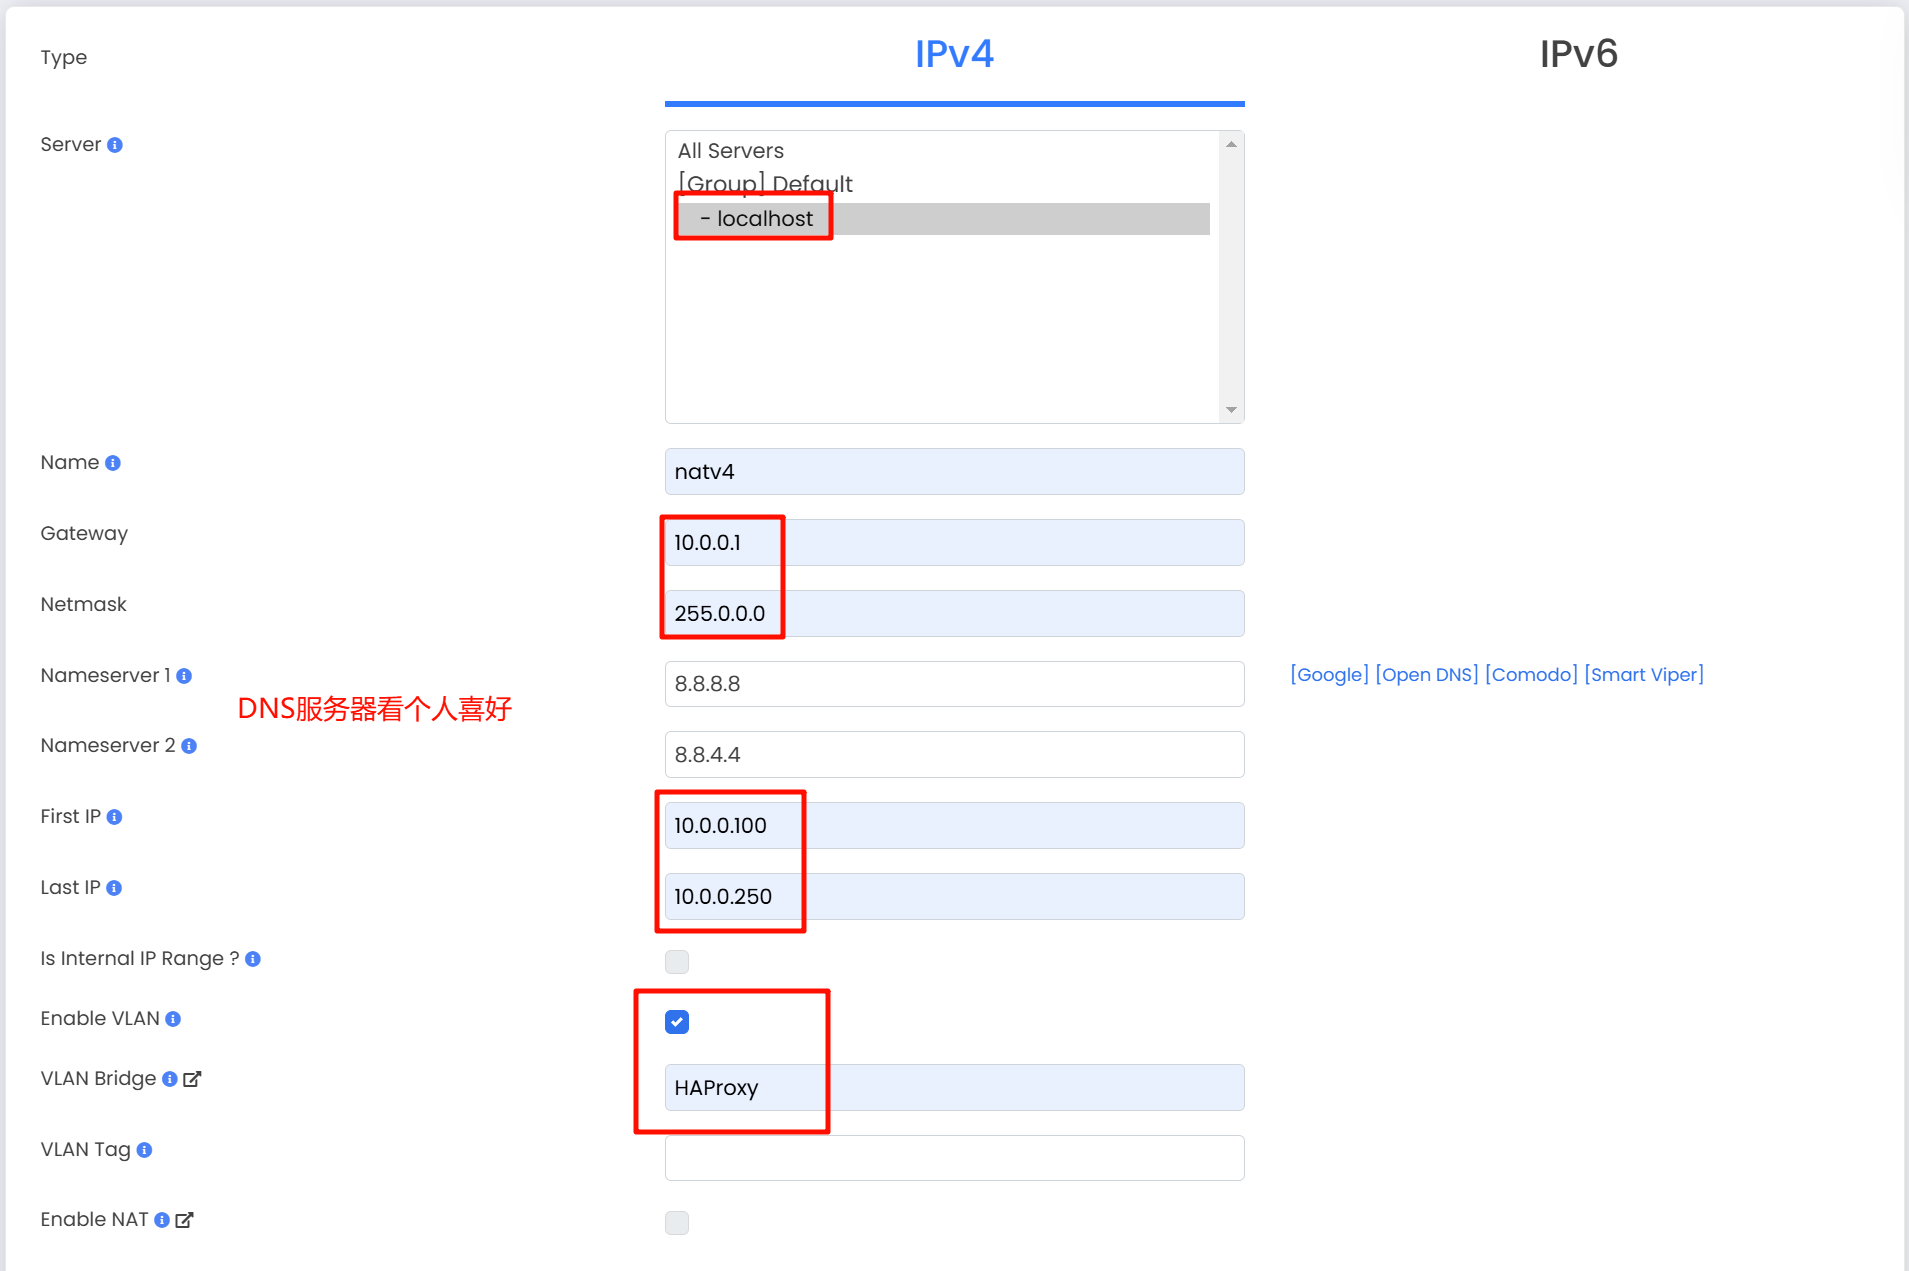 Type
IPv4
IPv6
Server
All Servers
[Group] Default
- localhost
Name
natv4
Gateway
10.0.0.1
Netmask
255.0.0.0
Nameserver 1
8.8.8.8
[Google] [Open DNS] [Comodo] [Smart Viper]
DNS服务器看个人喜好
Nameserver 2
8.8.4.4
First IP
10.0.0.100
Last IP
10.0.0.250
Is Internal IP Range ?
Enable VLAN
VLAN Bridge
HAProxy
VLAN Tag
Enable NAT